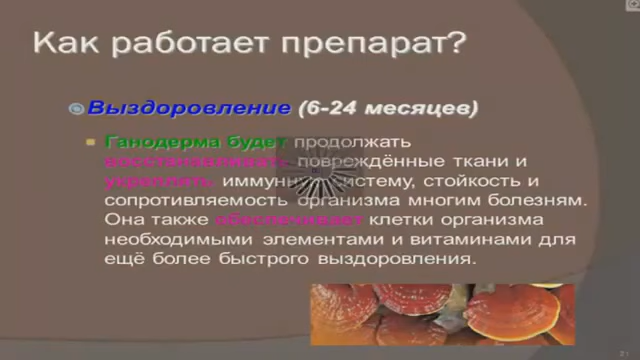 Как работает препарат?
Выздоровление (6-24 месяцев)
Ганодерма будет продолжать
восстанавливать повреждённые ткани и
укреплять иммунную систему, стойкость и
сопротивляемость организма многим болезням.
Она также обеспечивает клетки организма
необходимыми элементами и витаминами для
ещё более быстрого выздоровления.